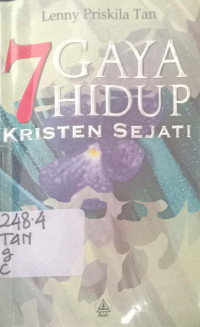 Lenny Priskila Tan
7 GAYA
HIDUP
KRISTEN SEJATI
248.4
TAN
g
C